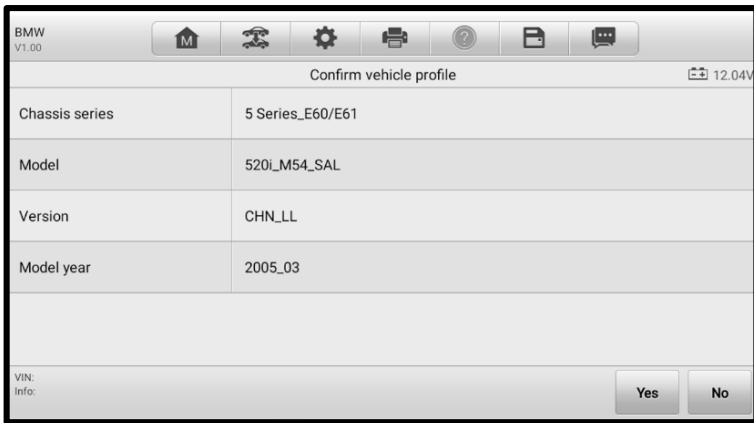 BMW
V1.00
M
?
Confirm vehicle profile
12.04V
Chassis series 5 Series_E60/E61
Model 520i_M54_SAL
Version CHN_LL
Model year 2005_03
VIN:
Info:
Yes No